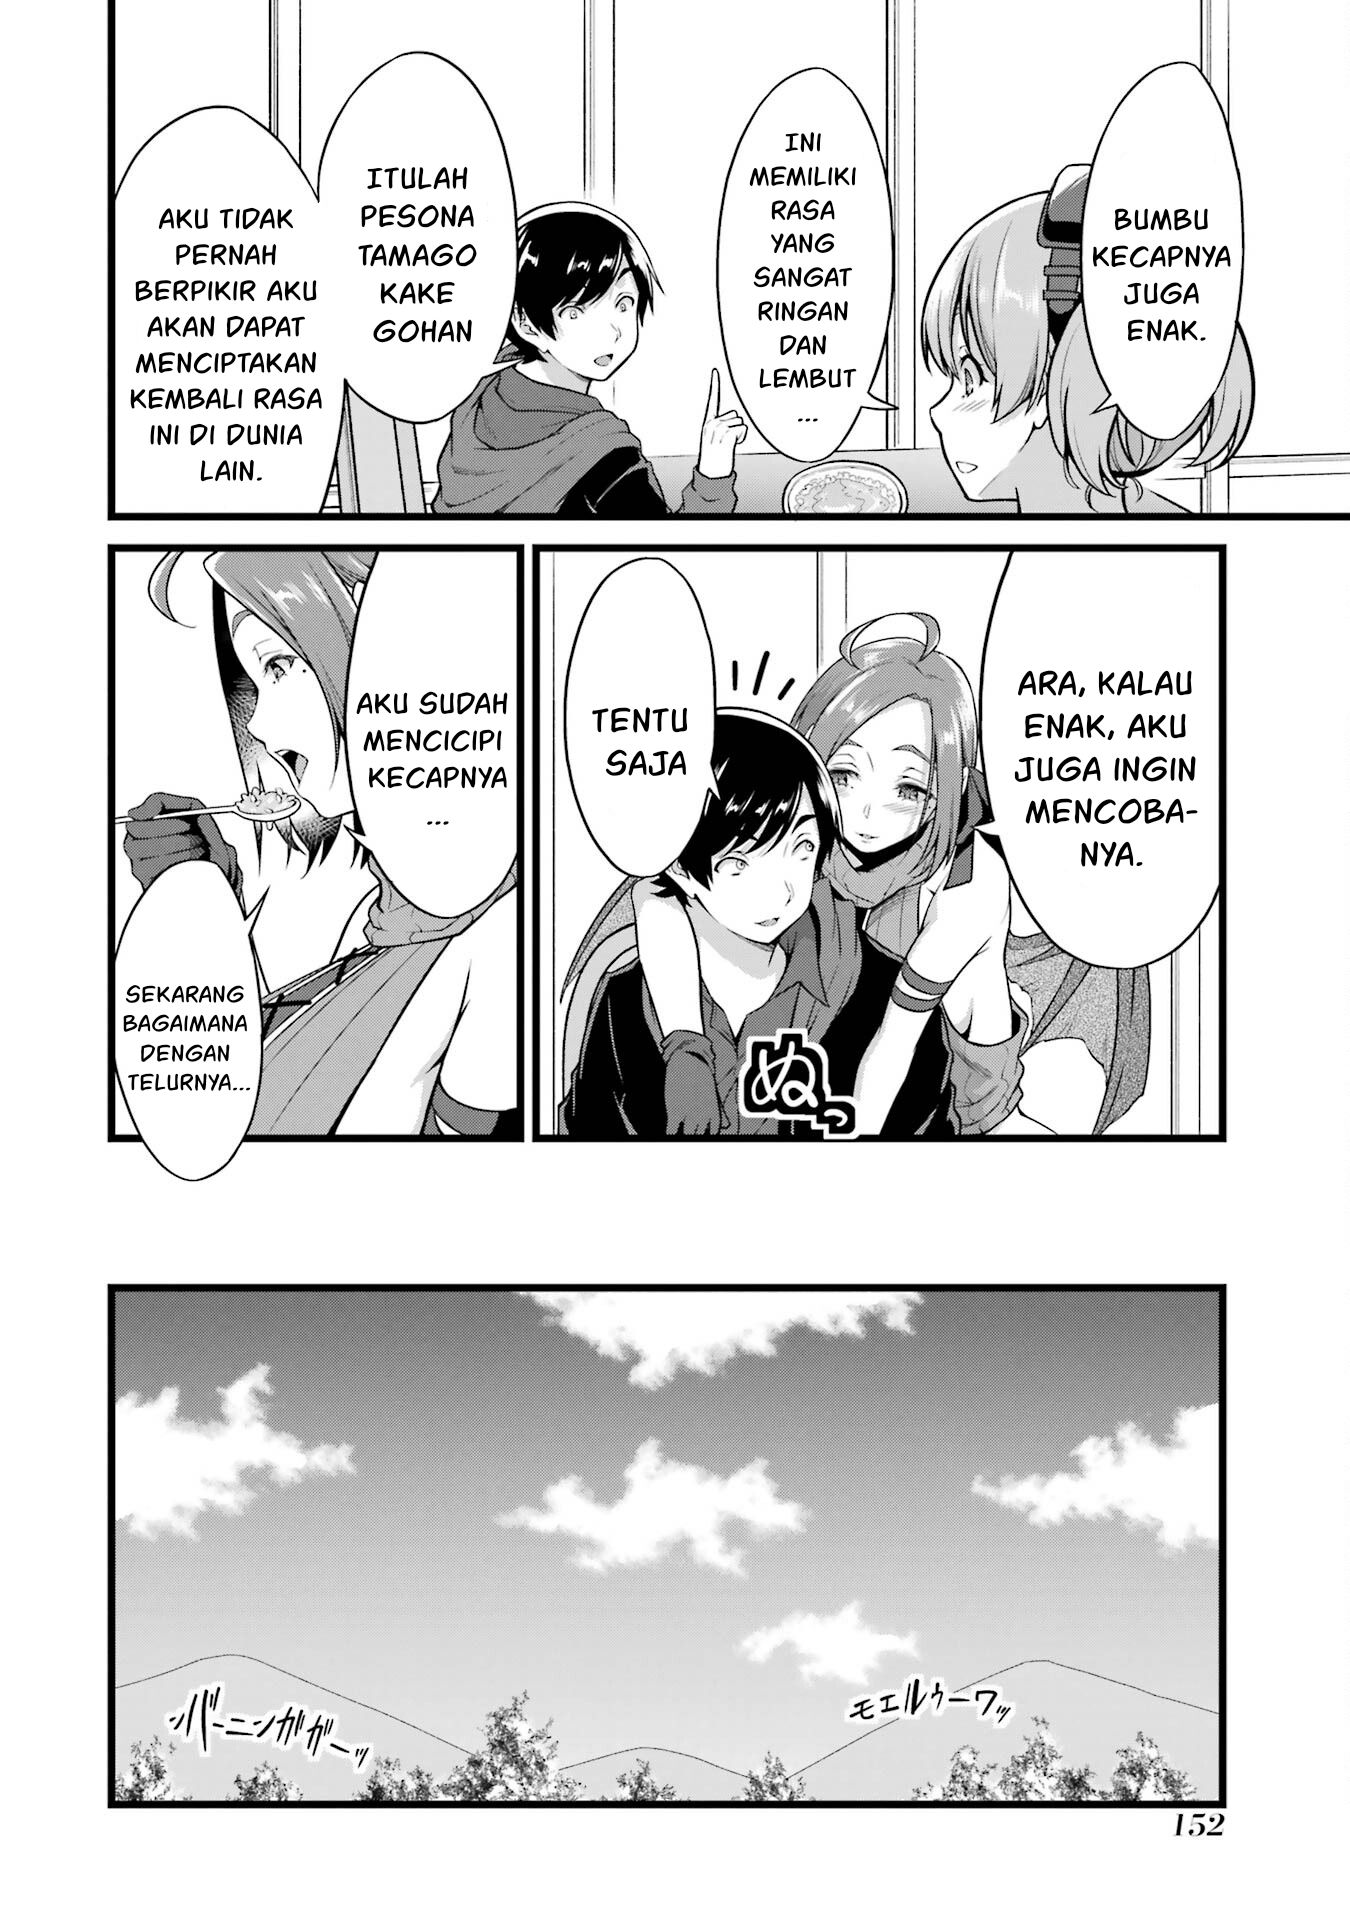 BUMBU
KECAPNYA
JUGA
ENAK.
INI
MEMILIKI
RASA
YANG
SANGAT
RINGAN
DAN
LEMBUT
...
ITULAH
PESONA
TAMAGO
KAKE
GOHAN
AKU TIDAK
PERNAH
BERPIKIR AKU
AKAN DAPAT
MENCIPTAKAN
KEMBALI RASA
INI DI DUNIA
LAIN.
ARA, KALAU
ENAK, AKU
JUGA INGIN
MENCOBA-
NYA.
TENTU
SAJA
ぬっ
AKU SUDAH
MENCICIPI
KECAPNYA
...
SEKARANG
BAGAIMANA
DENGAN
TELURNYA...
モエルゥーワッ
ンバーニンガガーッ
152